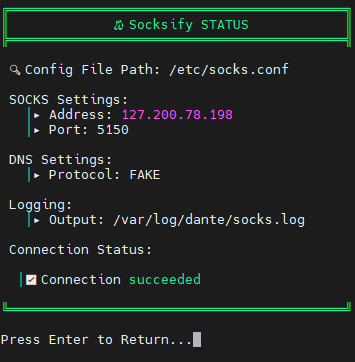 Socksify STATUS
Config File Path: /etc/socks.conf
SOCKS Settings:
▸ Address: 127.200.78.198
▸ Port: 5150
DNS Settings:
▸ Protocol: FAKE
Logging:
▸ Output: /var/log/dante/socks.log
Connection Status:
Connection succeeded
Press Enter to Return...